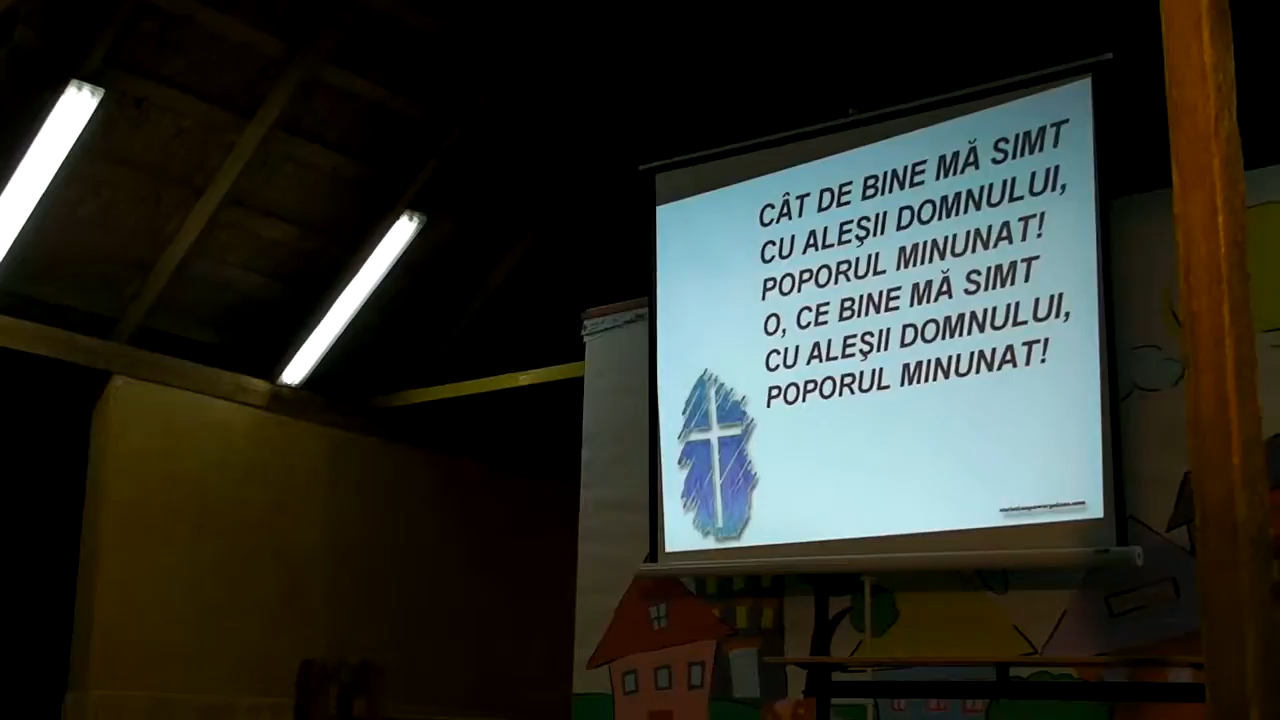 CÂT DE BINE MĂ SIMT
CU ALEŞII DOMNULUI,
POPORUL MINUNAT!
O, CE BINE MĂ SIMT
CU ALEŞII DOMNULUI,
POPORUL MINUNAT!